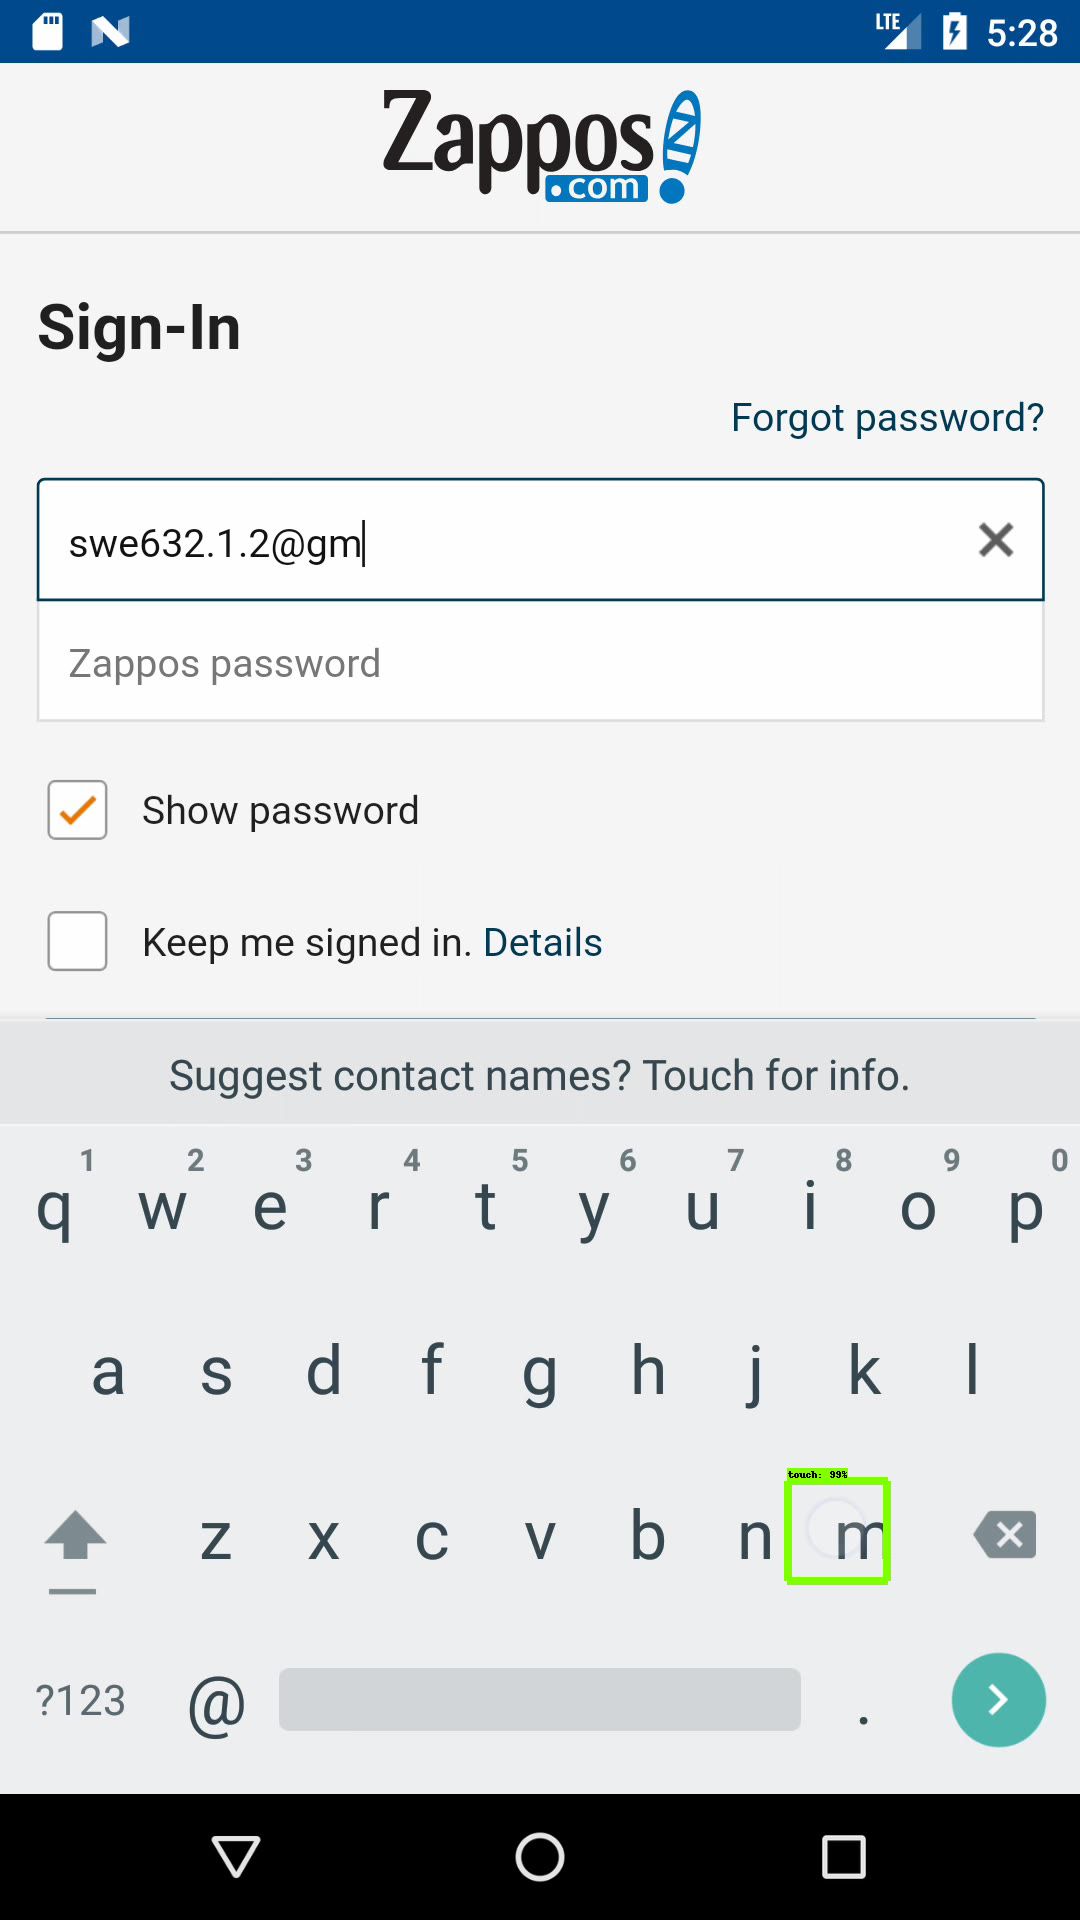 LTE 5:28
Zappos
.com
Sign-In
Forgot password?
swe632.1.2@gm
Zappos password
Show password
Keep me signed in. Details
Suggest contact names? Touch for info.
1 2 3 4 5 6 7 8 9 0
q w e r t y u i o p
a s d f g h j k l
touch: 99%
z x c v b n m
?123 @ .